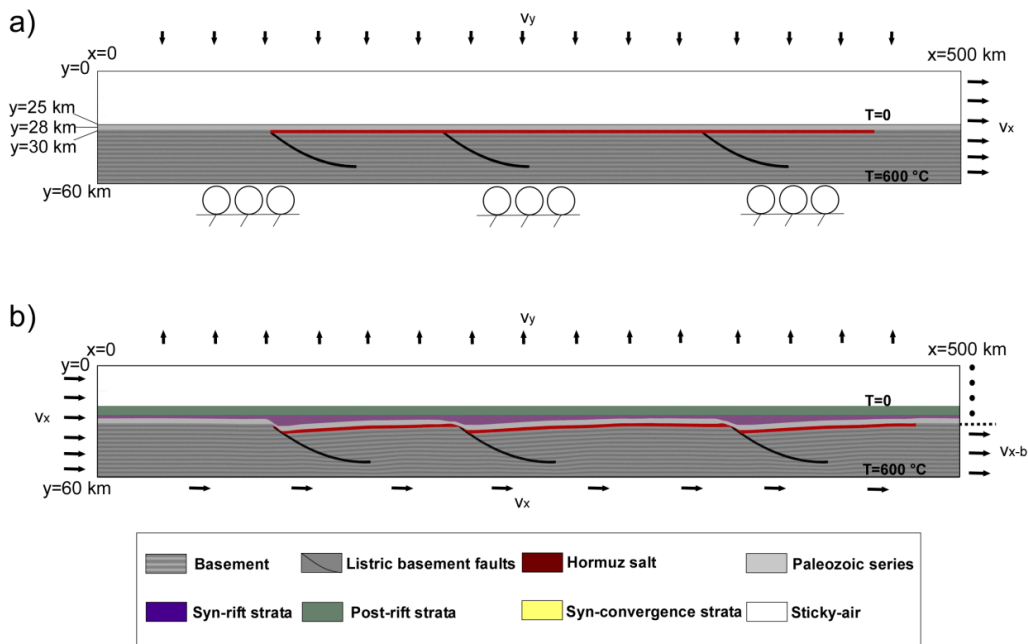 a)
Vy
x=0
x=500 km
y=0
y=25 km
T=0
y=28 km
Vx
y=30 km
T=600 °C
y=60 km
b)
Vy
x=0
x=500 km
y=0
T=0
Vx
Vx-b
T=600 °C
y=60 km
Vx
Basement
Listric basement faults
Hormuz salt
Paleozoic series
Syn-rift strata
Post-rift strata
Syn-convergence strata
Sticky-air